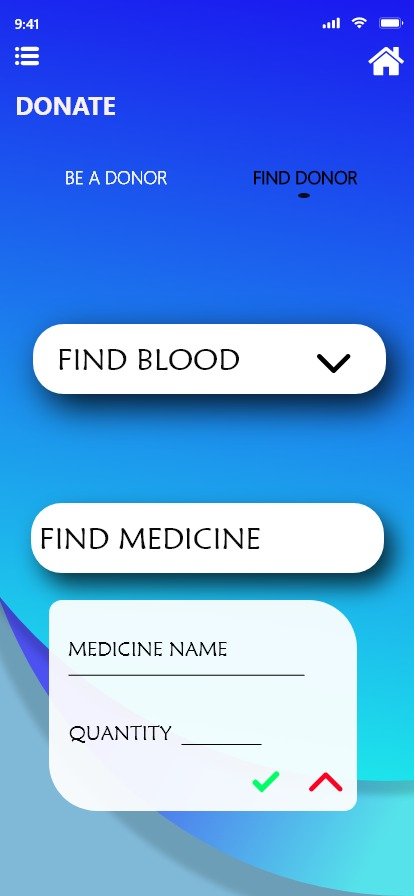 9:41
DONATE
BE A DONOR FIND DONOR
FIND BLOOD
FIND MEDICINE
MEDICINE NAME
QUANTITY